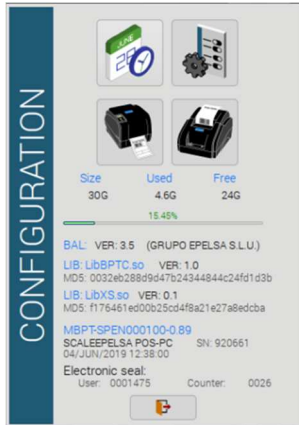 CONFIGURATION
JUNE
29
Size Used Free
30G 4.6G 24G
15.45%
BAL: VER: 3.5 (GRUPO EPELSA S.L.U.)
LIB: LibBPTC.so VER: 1.0
MD5: 0032eb288d9d47b24344844c24fd1d3b
LIB: LibXS.so VER: 0.1
MD5: f176461ed00b25cd4f8a21e27a8edcba
MBPT-SPEN000100-0.89
SCALEEPELSA POS-PC SN: 920661
04/JUN/2019 12:38:00
Electronic seal:
User: 0001475 Counter: 0026